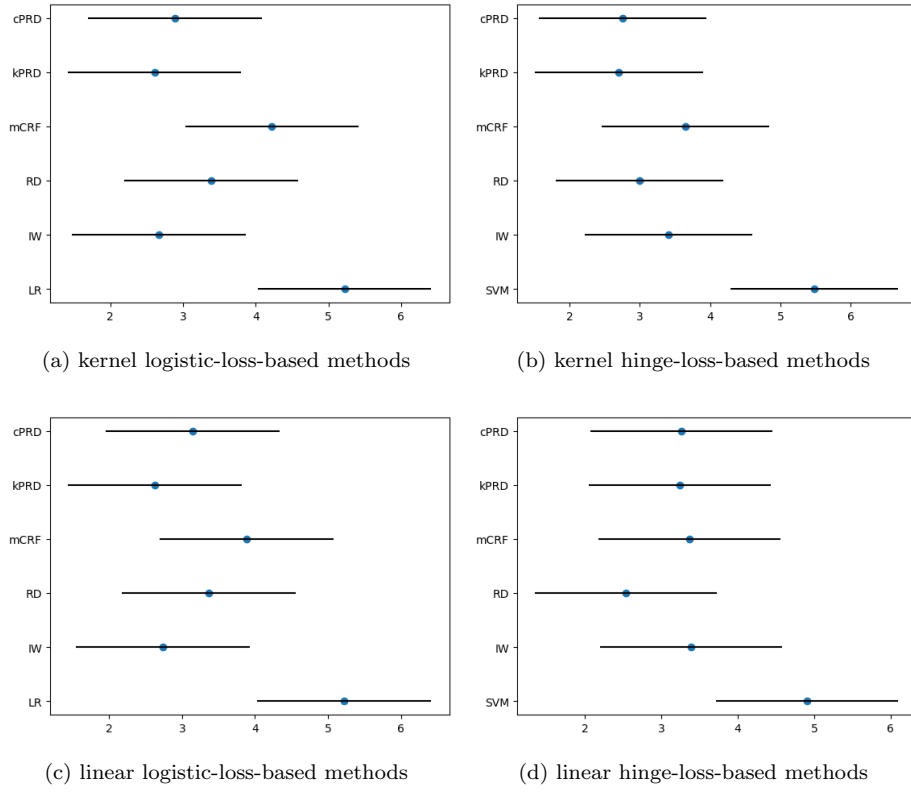 cPRD
kPRD
mCRF
RD
IW
LR
2 3 4 5 6
(a) kernel logistic-loss-based methods
cPRD
kPRD
mCRF
RD
IW
SVM
2 3 4 5 6
(b) kernel hinge-loss-based methods
cPRD
kPRD
mCRF
RD
IW
LR
2 3 4 5 6
(c) linear logistic-loss-based methods
cPRD
kPRD
mCRF
RD
IW
SVM
2 3 4 5 6
(d) linear hinge-loss-based methods